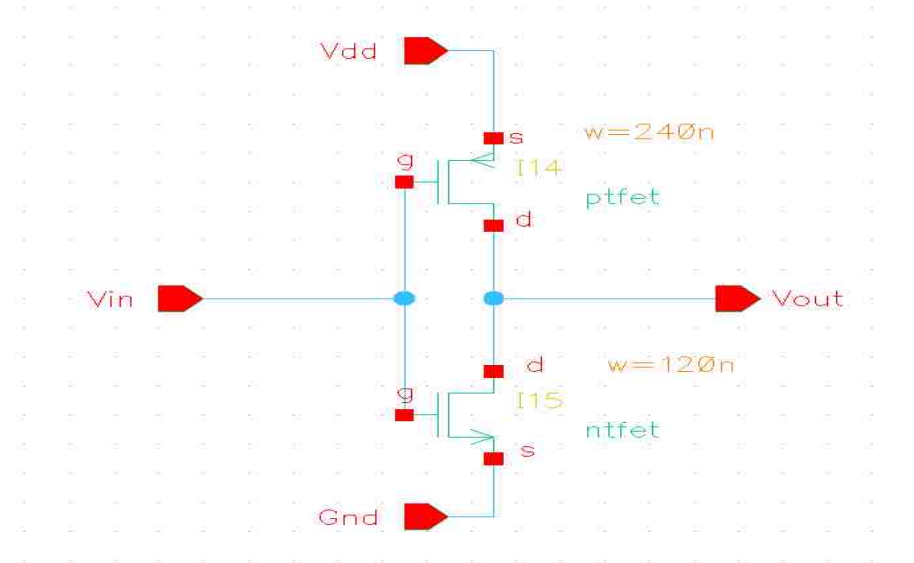 Vdd
s
w=240n
g
I14
ptfet
d
Vin
Vout
d
w=120n
g
I15
ntfet
s
Gnd